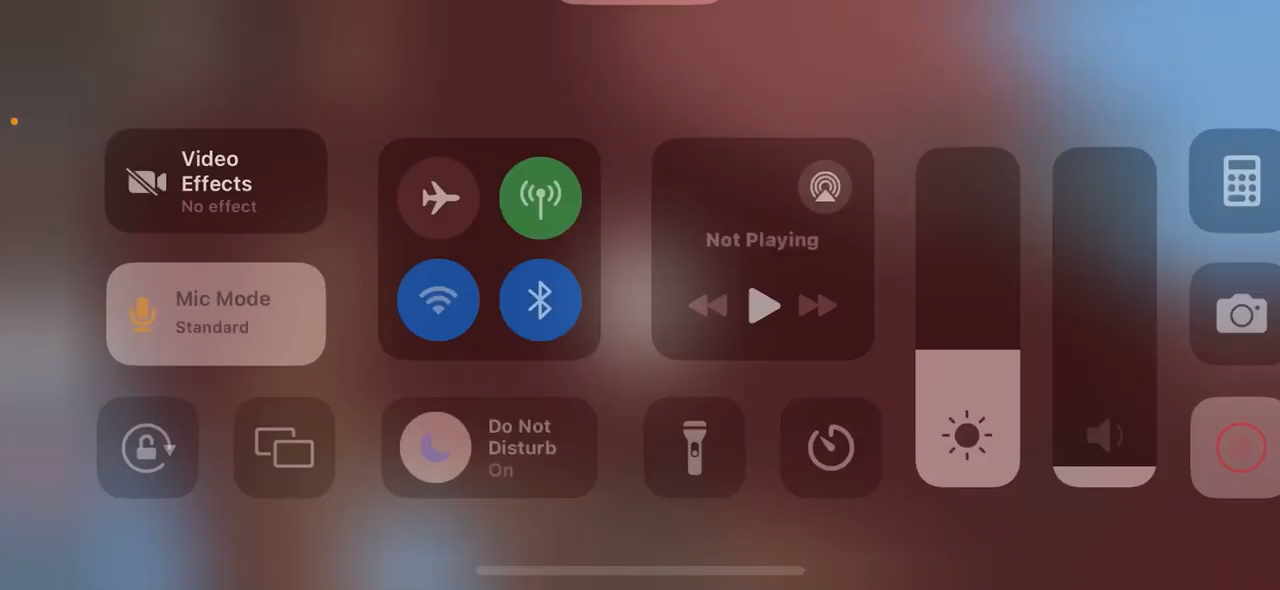 Video
Effects
No effect
Mic Mode
Standard
Not Playing
Do Not
Disturb
On